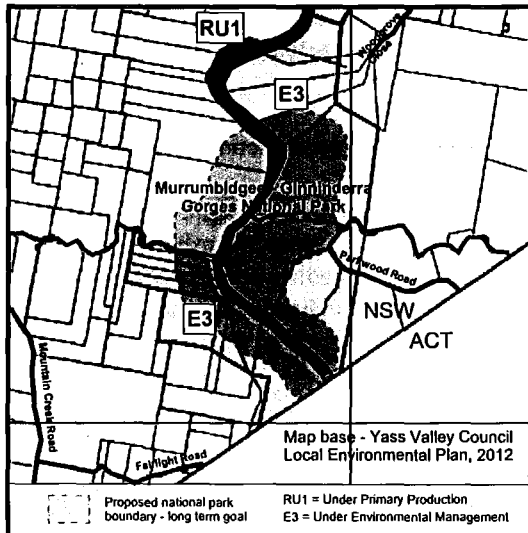 RU1
Woodgrove
Close
E3
Murrumbidgee - Ginninderra
Gorges National Park
Parkwood Road
E3
NSW
ACT
Mountain Creek Road
Fairlight Road
Map base - Yass Valley Council
Local Environmental Plan, 2012
Proposed national park
boundary - long term goal
RU1 = Under Primary Production
E3 = Under Environmental Management